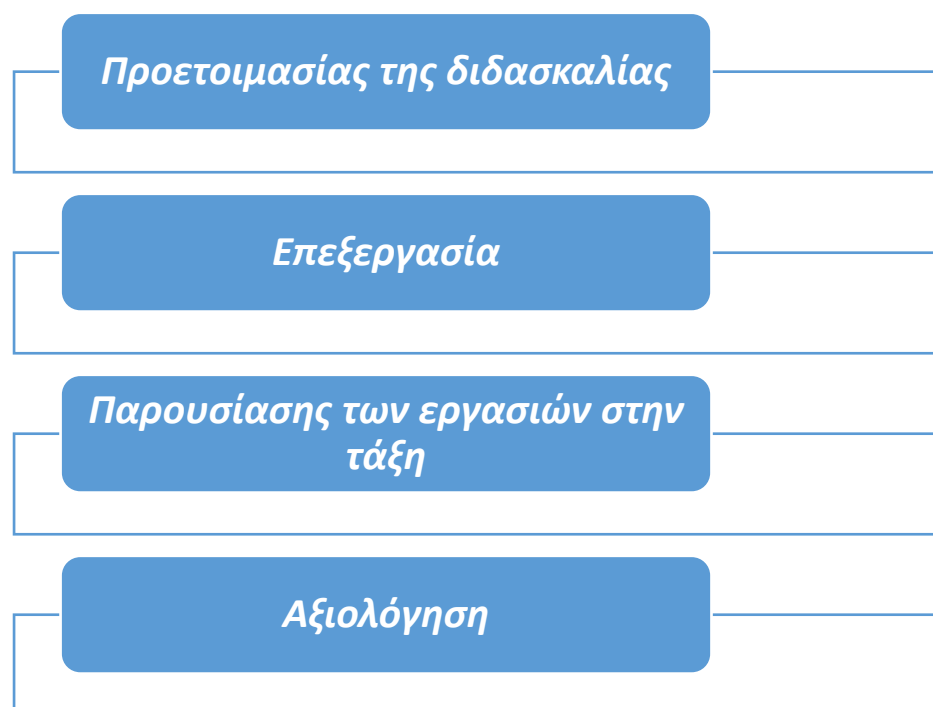 Προετοιμασίας της διδασκαλίας
Επεξεργασία
Παρουσίασης των εργασιών στην
τάξη
Αξιολόγηση